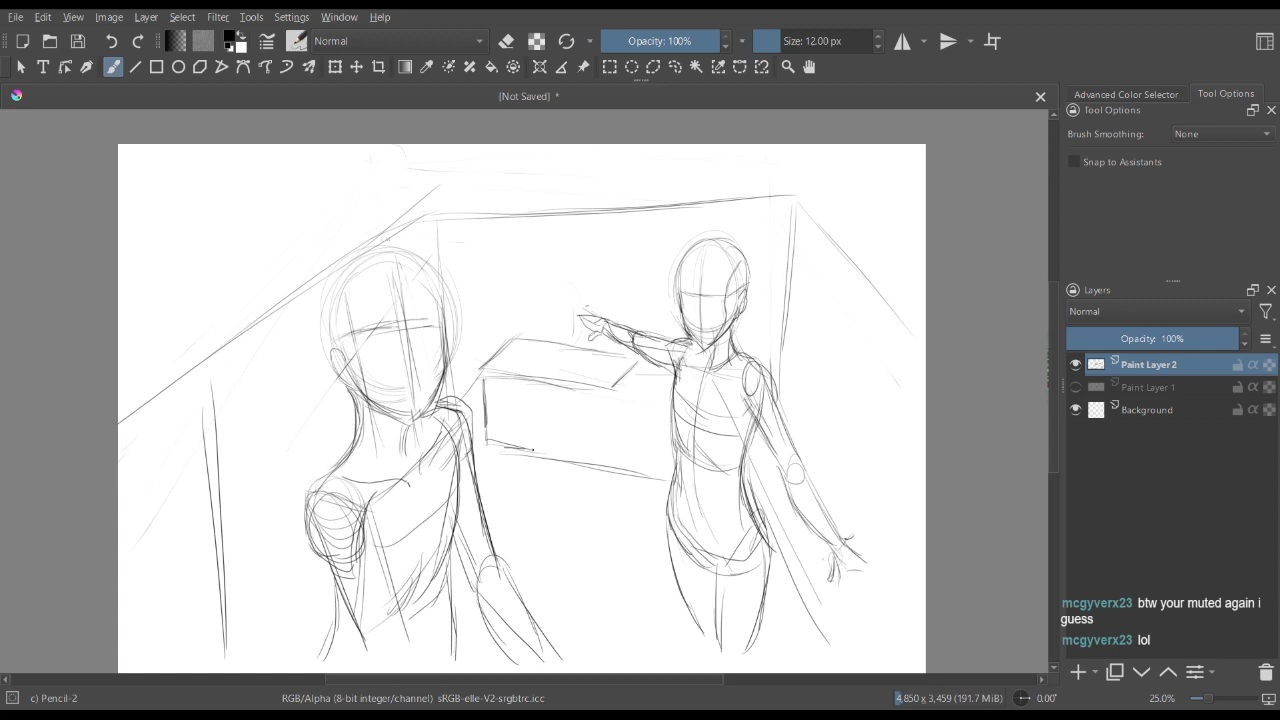 File Edit View Image Layer Select Filter Tools Settings Window Help
Normal Opacity: 100% Size: 12.00 px
[Not Saved] *
Advanced Color Selector Tool Options
Tool Options
Brush Smoothing: None
Snap to Assistants
Layers
Normal
Opacity: 100%
Paint Layer 2
Paint Layer 1
Background
mcgyverx23 btw your muted again i
guess
mcgyverx23 lol
c) Pencil-2 RGB/Alpha (8-bit integer/channel) sRGB-elle-V2-srgbtrc.icc 4,850 x 3,459 (191.7 MiB) 0.00° 25.0%